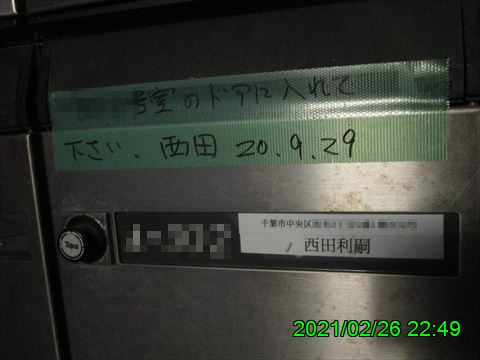 号室のドアに入れて
下さい、西田 20.9.29
千葉市中央区
西田利嗣
2021/02/26 22:49